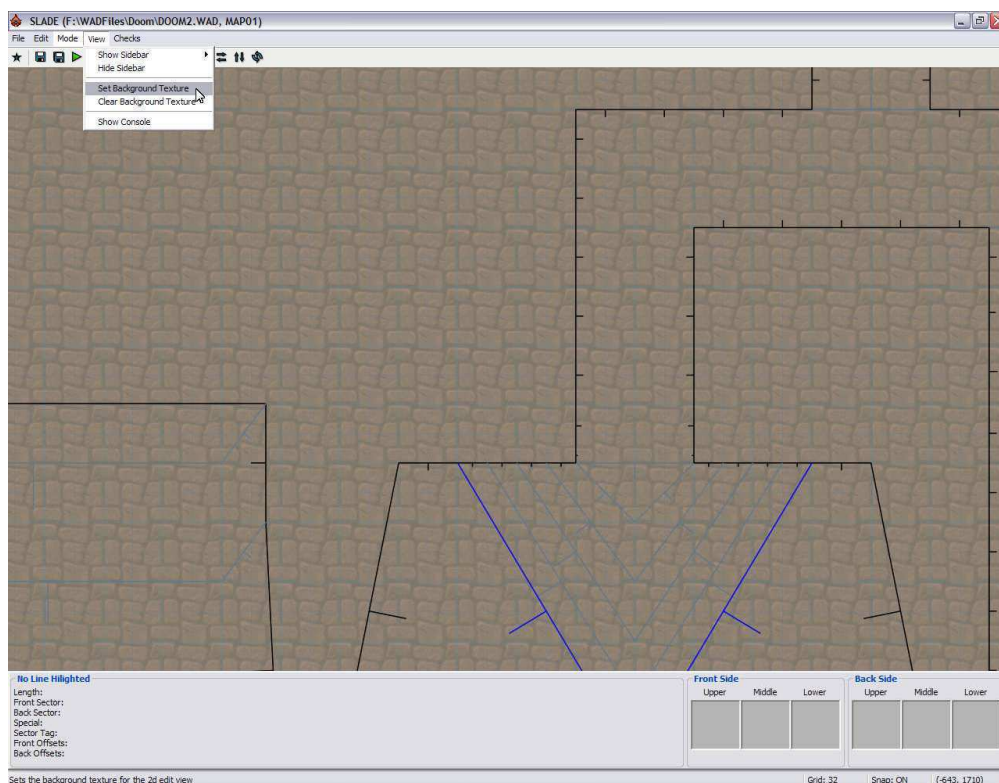 SLADE (F:\WADFiles\Doom\DOOM2.WAD, MAP01)
File Edit Mode View Checks
Show Sidebar
Hide Sidebar
Set Background Texture
Clear Background Texture
Show Console
No Line Hilighted
Length:
Front Sector:
Back Sector:
Special:
Sector Tag:
Front Offsets:
Back Offsets:
Front Side
Upper Middle Lower
Back Side
Upper Middle Lower
Sets the background texture for the 2d edit view
Grid: 32 Snap: ON (-643, 1710)